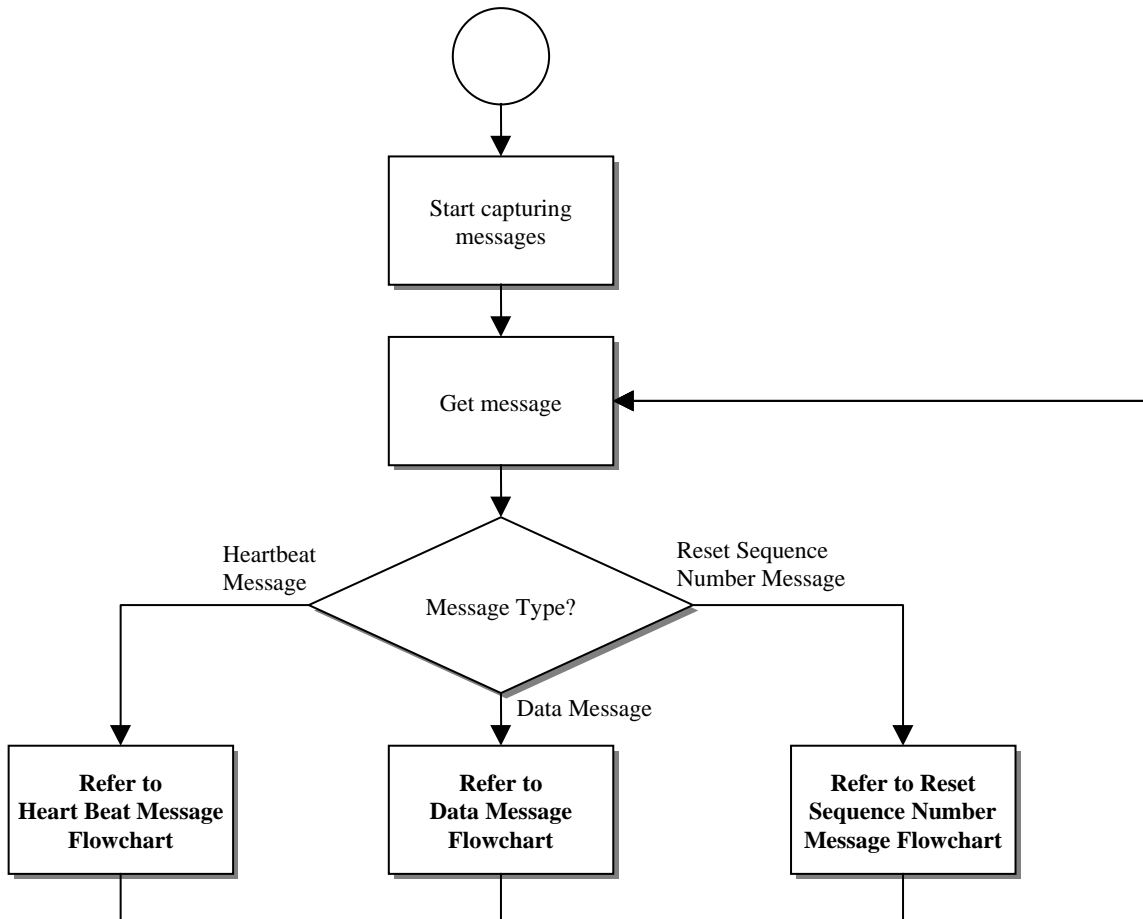 Start capturing
messages
Get message
Heartbeat
Message
Message Type?
Reset Sequence
Number Message
Data Message
Refer to
Heart Beat Message
Flowchart
Refer to
Data Message
Flowchart
Refer to Reset
Sequence Number
Message Flowchart